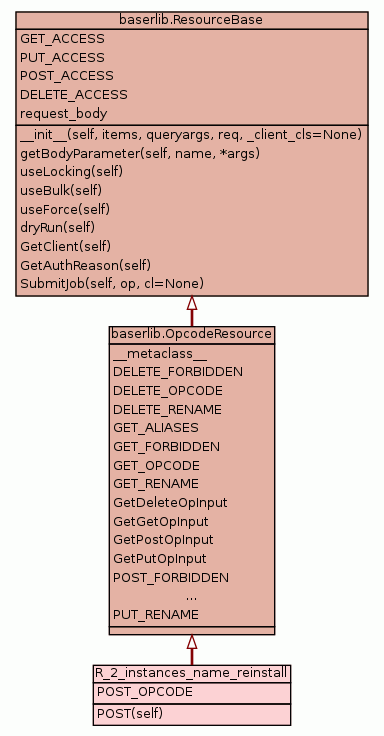 baserlib.ResourceBase
GET_ACCESS
PUT_ACCESS
POST_ACCESS
DELETE_ACCESS
request_body
__init__(self, items, queryargs, req, _client_cls=None)
getBodyParameter(self, name, *args)
useLocking(self)
useBulk(self)
useForce(self)
dryRun(self)
GetClient(self)
GetAuthReason(self)
SubmitJob(self, op, cl=None)
baserlib.OpcodeResource
__metaclass__
DELETE_FORBIDDEN
DELETE_OPCODE
DELETE_RENAME
GET_ALIASES
GET_FORBIDDEN
GET_OPCODE
GET_RENAME
GetDeleteOpInput
GetGetOpInput
GetPostOpInput
GetPutOpInput
POST_FORBIDDEN
...
PUT_RENAME
R_2_instances_name_reinstall
POST_OPCODE
POST(self)